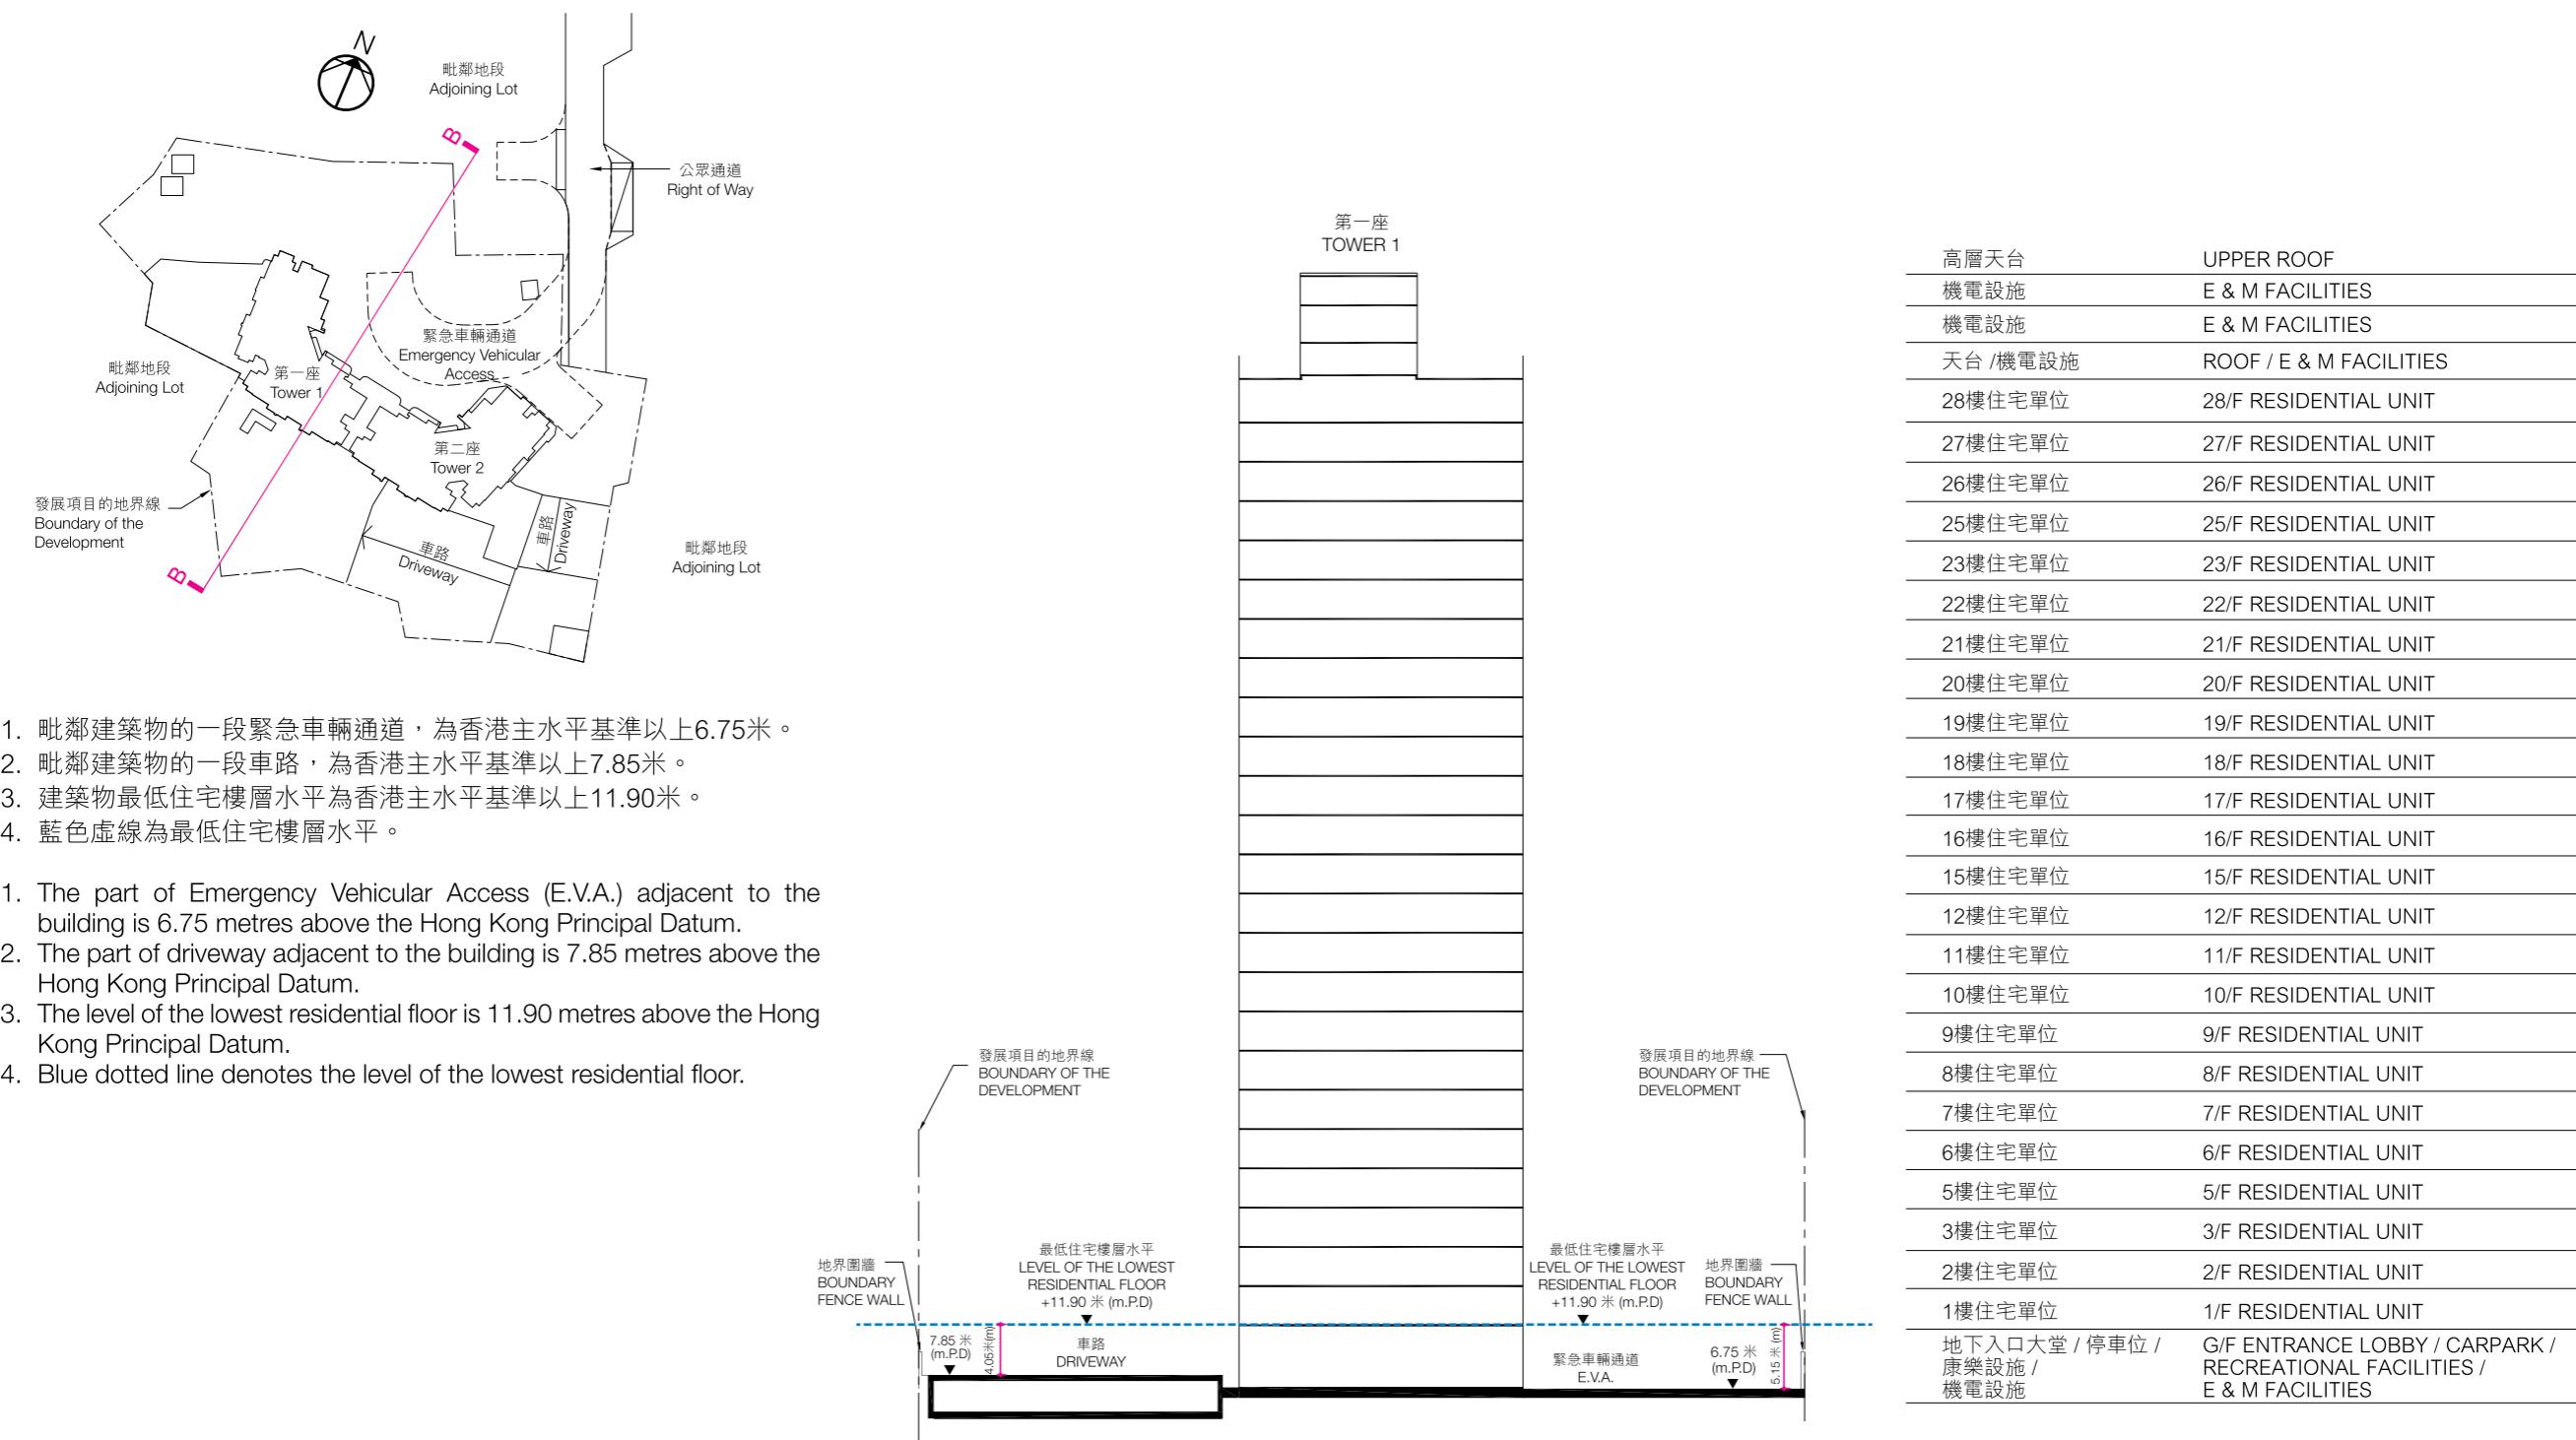 N
毗鄰地段
Adjoining Lot
B
公眾通道
Right of Way
緊急車輛通道
Emergency Vehicular
Access
毗鄰地段
Adjoining Lot
第一座
Tower 1
第二座
Tower 2
發展項目的地界線
Boundary of the
Development
車路
Driveway
車路
Driveway
毗鄰地段
Adjoining Lot
B
1. 毗鄰建築物的一段緊急車輛通道，為香港主水平基準以上6.75米。
2. 毗鄰建築物的一段車路，為香港主水平基準以上7.85米。
3. 建築物最低住宅樓層水平為香港主水平基準以上11.90米。
4. 藍色虛線為最低住宅樓層水平。
1. The part of Emergency Vehicular Access (E.V.A.) adjacent to the
building is 6.75 metres above the Hong Kong Principal Datum.
2. The part of driveway adjacent to the building is 7.85 metres above the
Hong Kong Principal Datum.
3. The level of the lowest residential floor is 11.90 metres above the Hong
Kong Principal Datum.
4. Blue dotted line denotes the level of the lowest residential floor.
第一座
TOWER 1
發展項目的地界線
BOUNDARY OF THE
DEVELOPMENT
發展項目的地界線
BOUNDARY OF THE
DEVELOPMENT
地界圍牆
BOUNDARY
FENCE WALL
最低住宅樓層水平
LEVEL OF THE LOWEST
RESIDENTIAL FLOOR
+11.90 米 (m.P.D)
最低住宅樓層水平
LEVEL OF THE LOWEST
RESIDENTIAL FLOOR
+11.90 米 (m.P.D)
地界圍牆
BOUNDARY
FENCE WALL
7.85 米
(m.P.D)
4.05米(m)
車路
DRIVEWAY
緊急車輛通道
E.V.A.
6.75 米
(m.P.D)
5.15 米 (m)
高層天台 UPPER ROOF
機電設施 E & M FACILITIES
機電設施 E & M FACILITIES
天台 /機電設施 ROOF / E & M FACILITIES
28樓住宅單位 28/F RESIDENTIAL UNIT
27樓住宅單位 27/F RESIDENTIAL UNIT
26樓住宅單位 26/F RESIDENTIAL UNIT
25樓住宅單位 25/F RESIDENTIAL UNIT
23樓住宅單位 23/F RESIDENTIAL UNIT
22樓住宅單位 22/F RESIDENTIAL UNIT
21樓住宅單位 21/F RESIDENTIAL UNIT
20樓住宅單位 20/F RESIDENTIAL UNIT
19樓住宅單位 19/F RESIDENTIAL UNIT
18樓住宅單位 18/F RESIDENTIAL UNIT
17樓住宅單位 17/F RESIDENTIAL UNIT
16樓住宅單位 16/F RESIDENTIAL UNIT
15樓住宅單位 15/F RESIDENTIAL UNIT
12樓住宅單位 12/F RESIDENTIAL UNIT
11樓住宅單位 11/F RESIDENTIAL UNIT
10樓住宅單位 10/F RESIDENTIAL UNIT
9樓住宅單位 9/F RESIDENTIAL UNIT
8樓住宅單位 8/F RESIDENTIAL UNIT
7樓住宅單位 7/F RESIDENTIAL UNIT
6樓住宅單位 6/F RESIDENTIAL UNIT
5樓住宅單位 5/F RESIDENTIAL UNIT
3樓住宅單位 3/F RESIDENTIAL UNIT
2樓住宅單位 2/F RESIDENTIAL UNIT
1樓住宅單位 1/F RESIDENTIAL UNIT
地下入口大堂 / 停車位 / G/F ENTRANCE LOBBY / CARPARK /
康樂設施 / RECREATIONAL FACILITIES /
機電設施 E & M FACILITIES